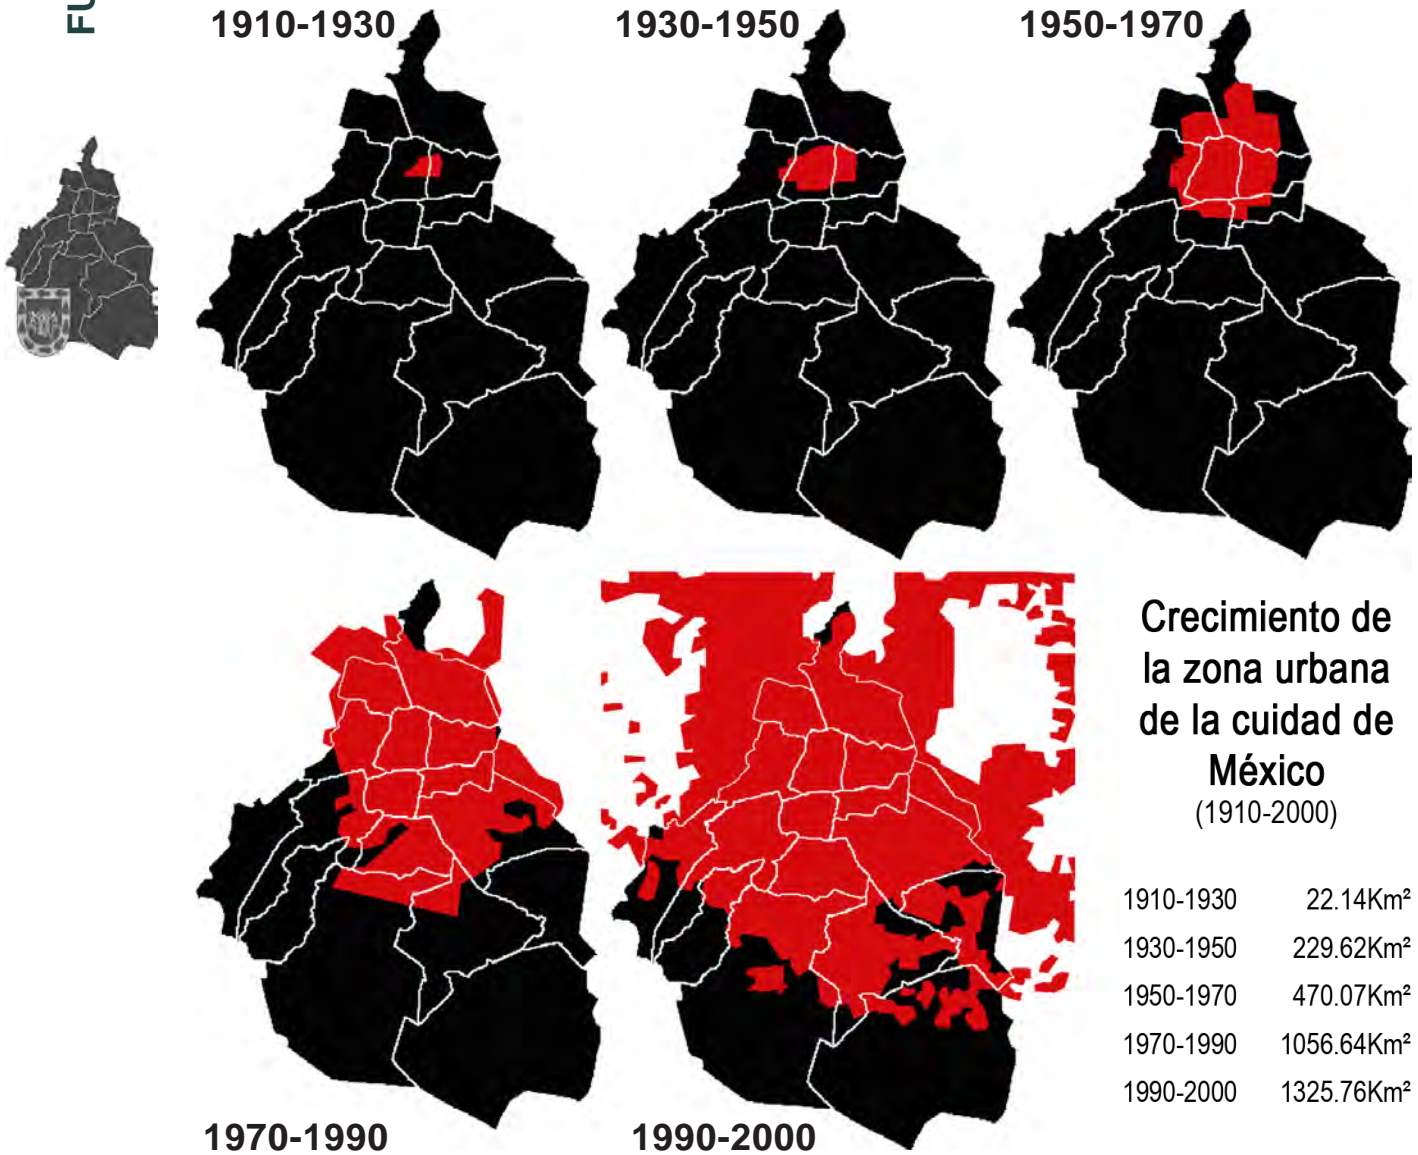 FU
1910-1930
1930-1950
1950-1970
1970-1990
1990-2000
Crecimiento de
la zona urbana
de la cuidad de
México
(1910-2000)
1910-1930 22.14Km²
1930-1950 229.62Km²
1950-1970 470.07Km²
1970-1990 1056.64Km²
1990-2000 1325.76Km²